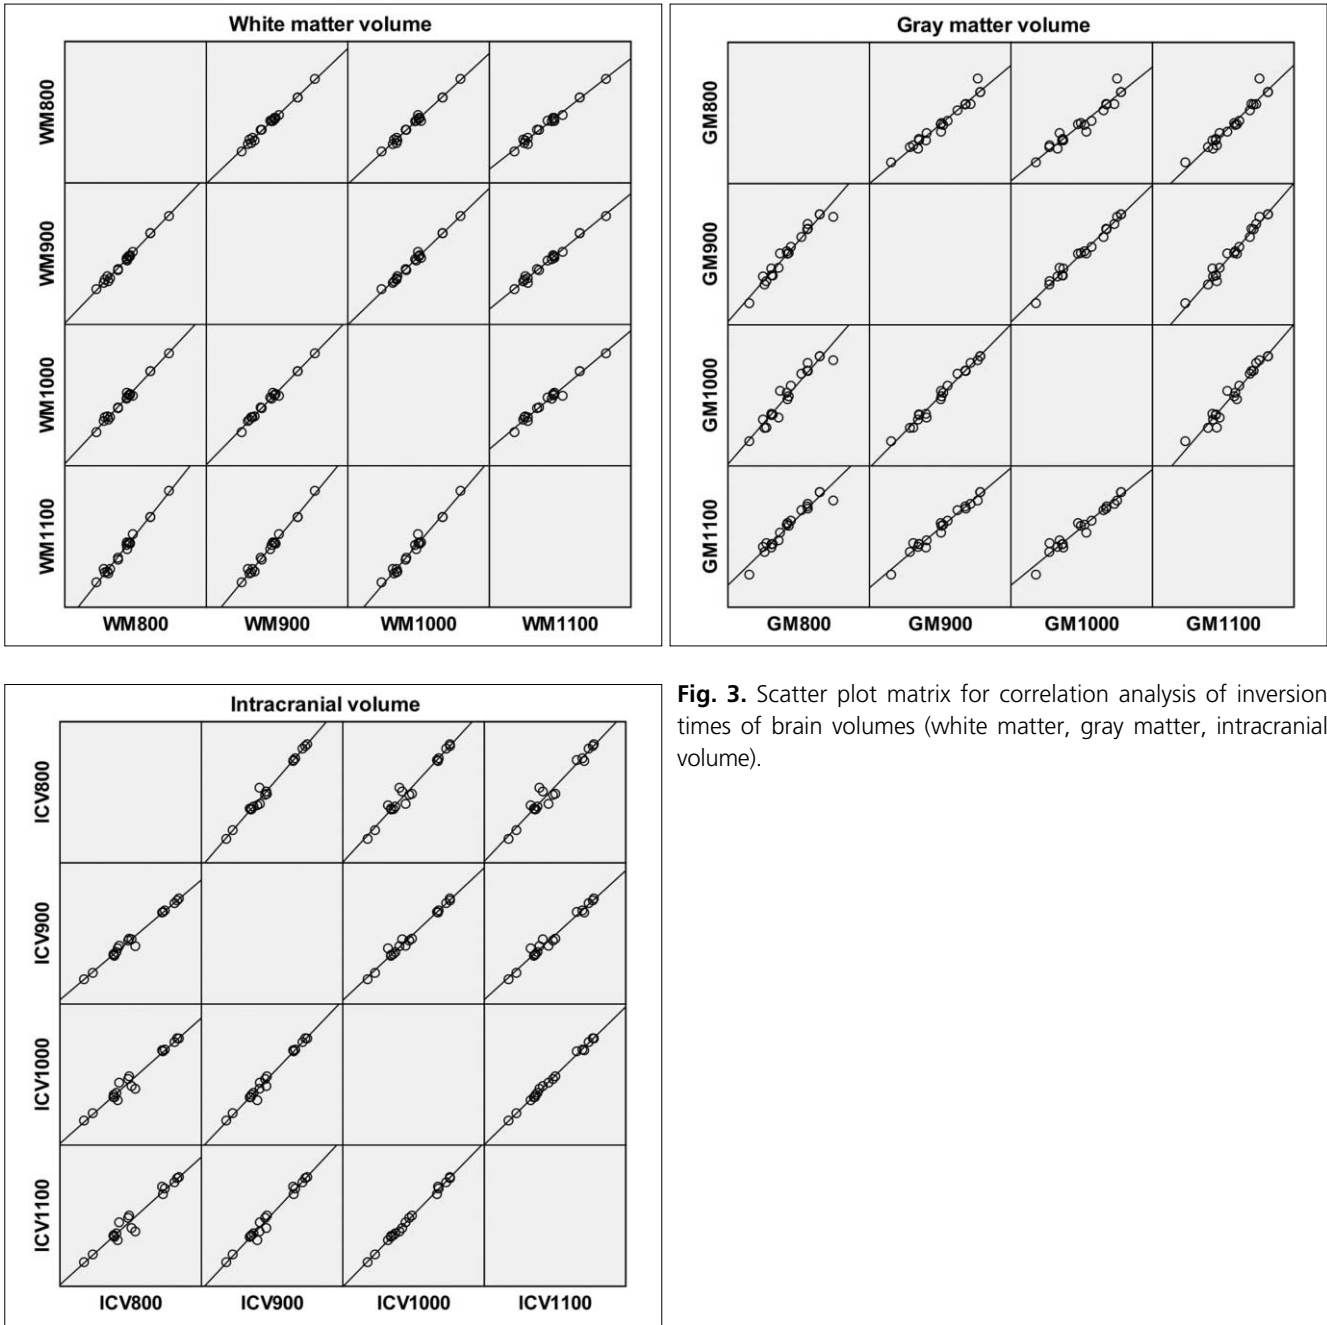 White matter volume
WM800
WM900
WM1000
WM1100
WM800 WM900 WM1000 WM1100
Gray matter volume
GM800
GM900
GM1000
GM1100
GM800 GM900 GM1000 GM1100
Intracranial volume
ICV800
ICV900
ICV1000
ICV1100
ICV800 ICV900 ICV1000 ICV1100
Fig. 3. Scatter plot matrix for correlation analysis of inversion
times of brain volumes (white matter, gray matter, intracranial
volume).